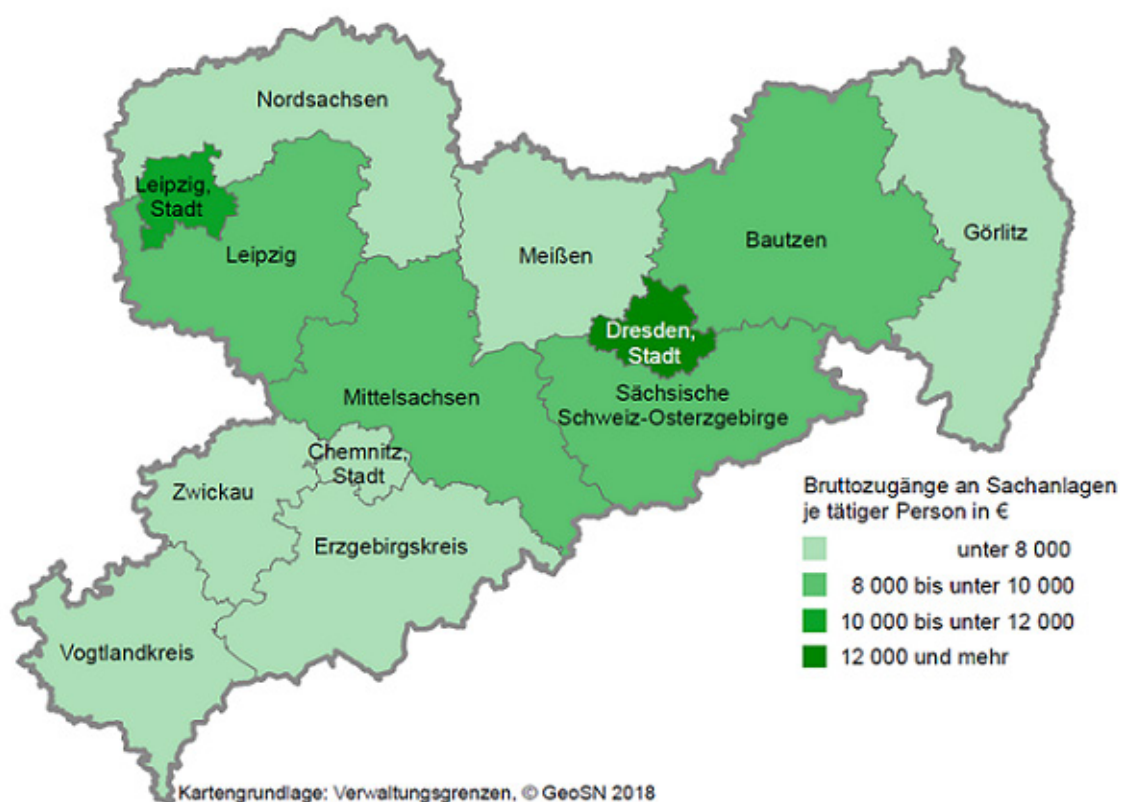 Nordsachsen
Leipzig,
Stadt
Leipzig
Meißen
Bautzen
Görlitz
Dresden,
Stadt
Mittelsachsen
Sächsische
Schweiz-Osterzgebirge
Chemnitz,
Stadt
Zwickau
Erzgebirgskreis
Vogtlandkreis
Bruttozugänge an Sachanlagen
je tätiger Person in €
unter 8 000
8 000 bis unter 10 000
10 000 bis unter 12 000
12 000 und mehr
Kartengrundlage: Verwaltungsgrenzen, © GeoSN 2018